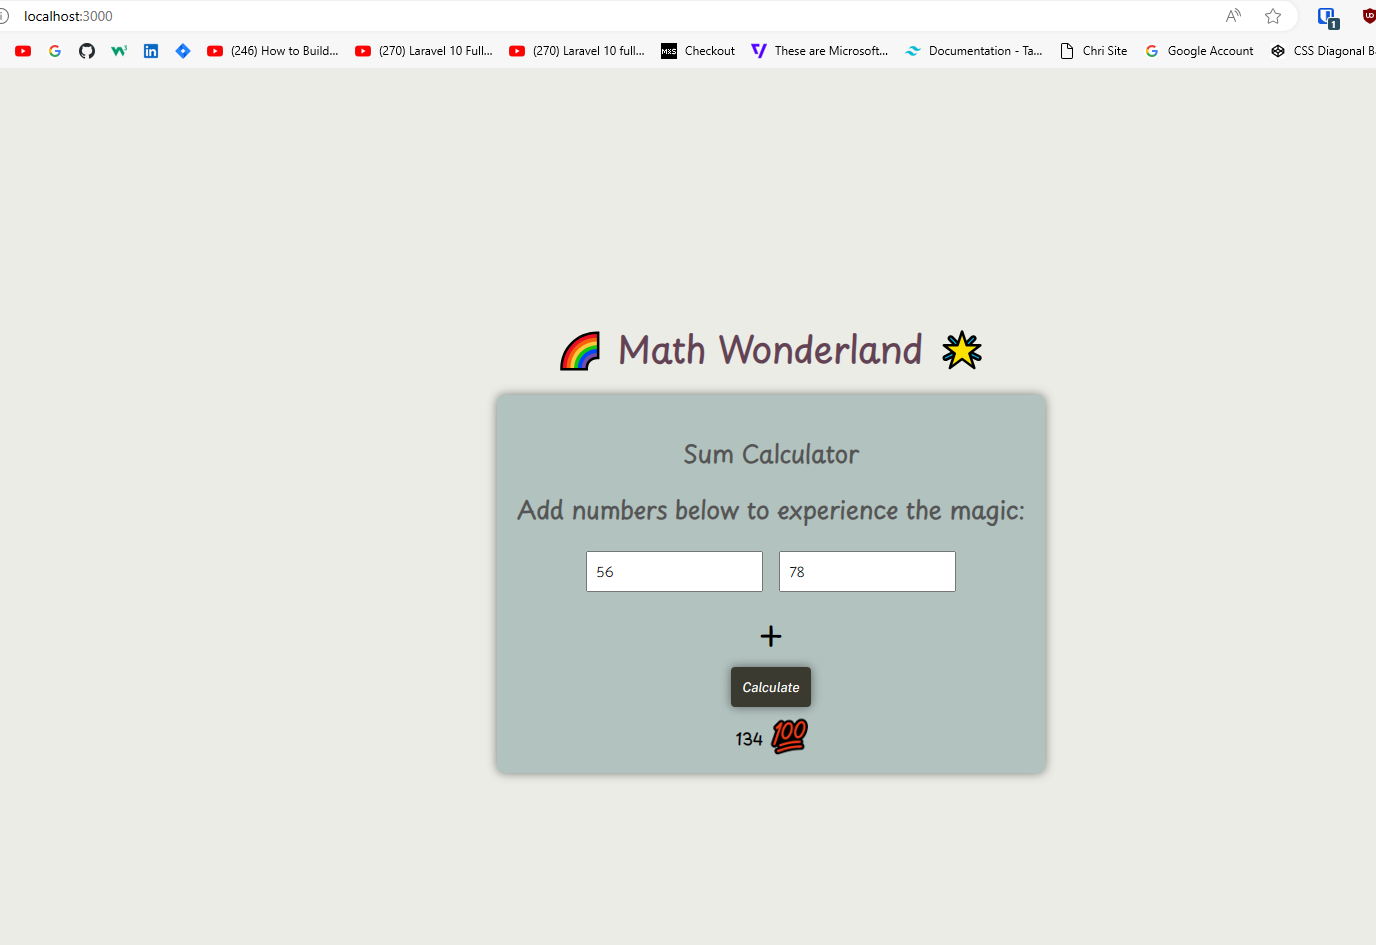 localhost:3000
(246) How to Build... (270) Laravel 10 Full... (270) Laravel 10 full... Checkout These are Microsoft... Documentation - Ta... Chri Site Google Account CSS Diagonal B
🌈 Math Wonderland 🌟
Sum Calculator
Add numbers below to experience the magic:
56 78
+
Calculate
134 💯